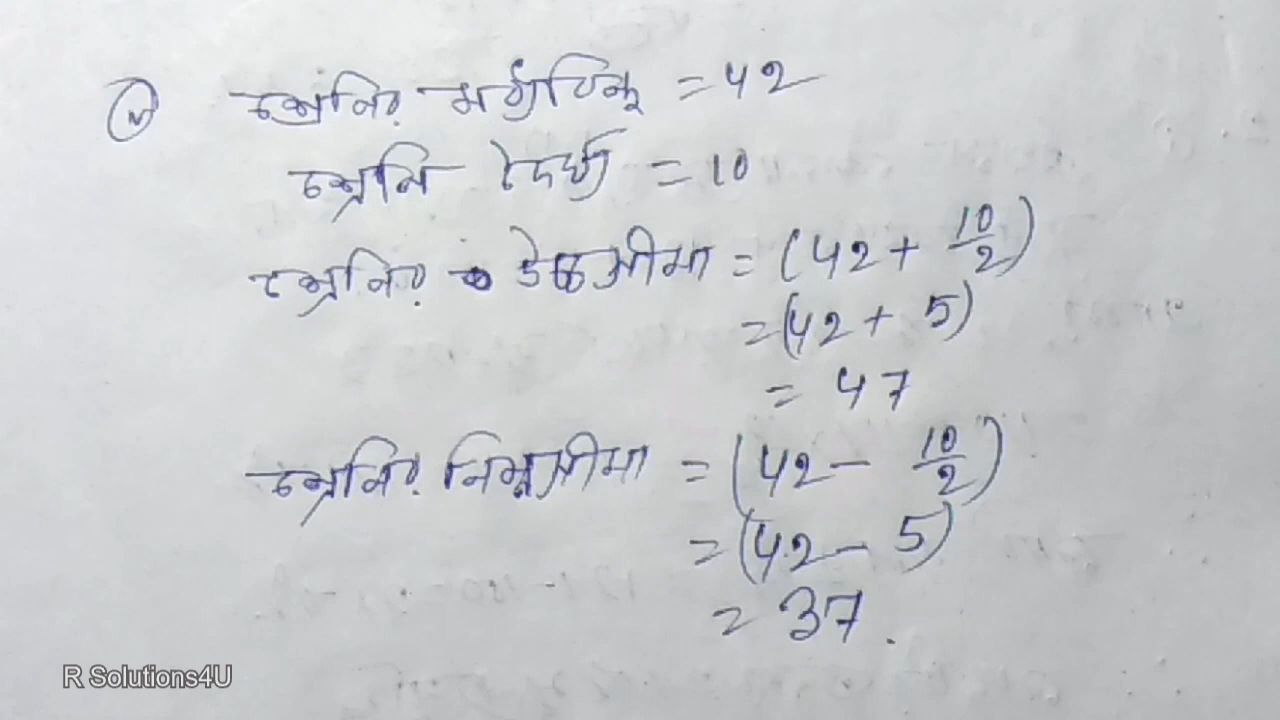 ⓥ শ্রেনির মধ্যবিন্দু = 42
শ্রেনি দৈর্ঘ্য = 10
শ্রেনির উচ্চসীমা = (42 + 10/2)
= (42 + 5)
= 47
শ্রেনির নিম্নসীমা = (42 - 10/2)
= (42 - 5)
= 37.
R Solutions4U